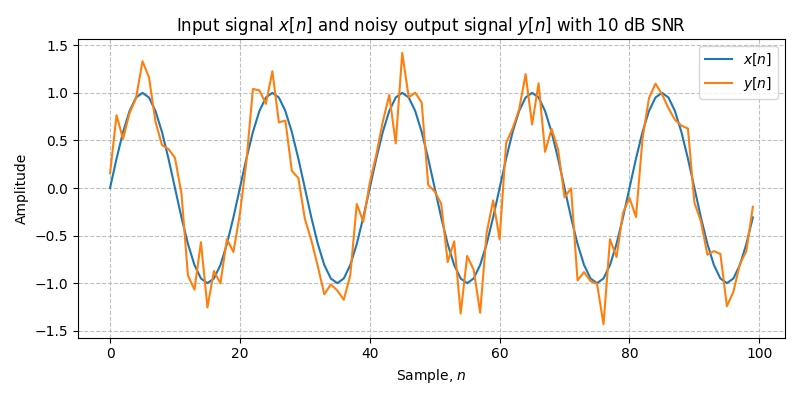 Input signal x[n] and noisy output signal y[n] with 10 dB SNR
x[n]
y[n]
Amplitude
1.5
1.0
0.5
0.0
−0.5
−1.0
−1.5
0 20 40 60 80 100
Sample, n